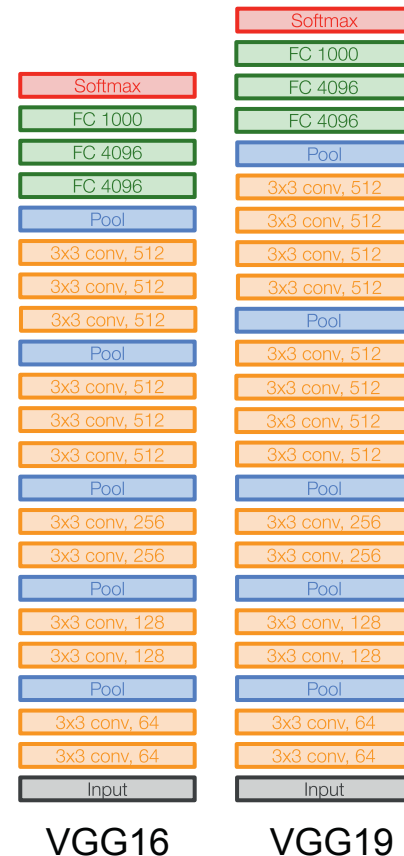 Softmax
FC 1000
FC 4096
FC 4096
Pool
3x3 conv, 512
3x3 conv, 512
3x3 conv, 512
Pool
3x3 conv, 512
3x3 conv, 512
3x3 conv, 512
Pool
3x3 conv, 256
3x3 conv, 256
Pool
3x3 conv, 128
3x3 conv, 128
Pool
3x3 conv, 64
3x3 conv, 64
Input
VGG16
Softmax
FC 1000
FC 4096
FC 4096
Pool
3x3 conv, 512
3x3 conv, 512
3x3 conv, 512
3x3 conv, 512
Pool
3x3 conv, 512
3x3 conv, 512
3x3 conv, 512
3x3 conv, 512
Pool
3x3 conv, 256
3x3 conv, 256
Pool
3x3 conv, 128
3x3 conv, 128
Pool
3x3 conv, 64
3x3 conv, 64
Input
VGG19